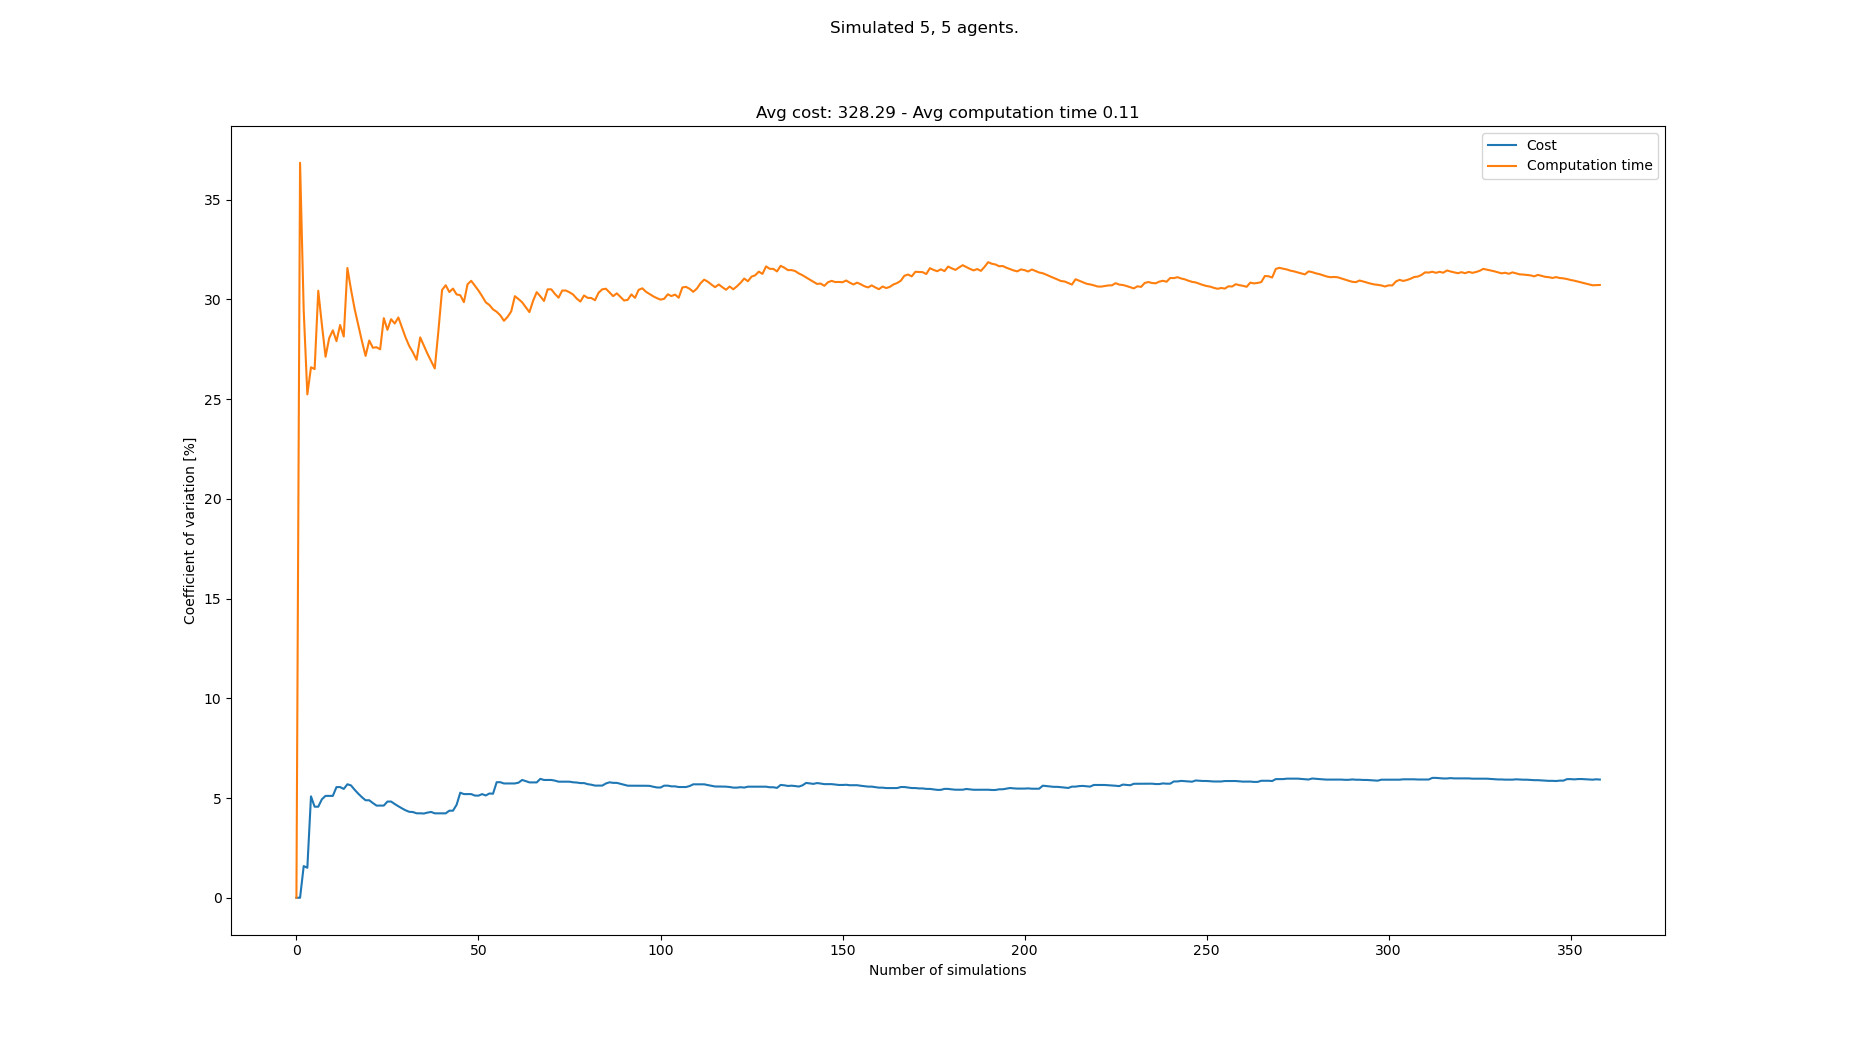 Simulated 5, 5 agents.
Avg cost: 328.29 - Avg computation time 0.11
Cost
Computation time
35
30
25
20
15
10
5
0
Coefficient of variation [%]
0 50 100 150 200 250 300 350
Number of simulations